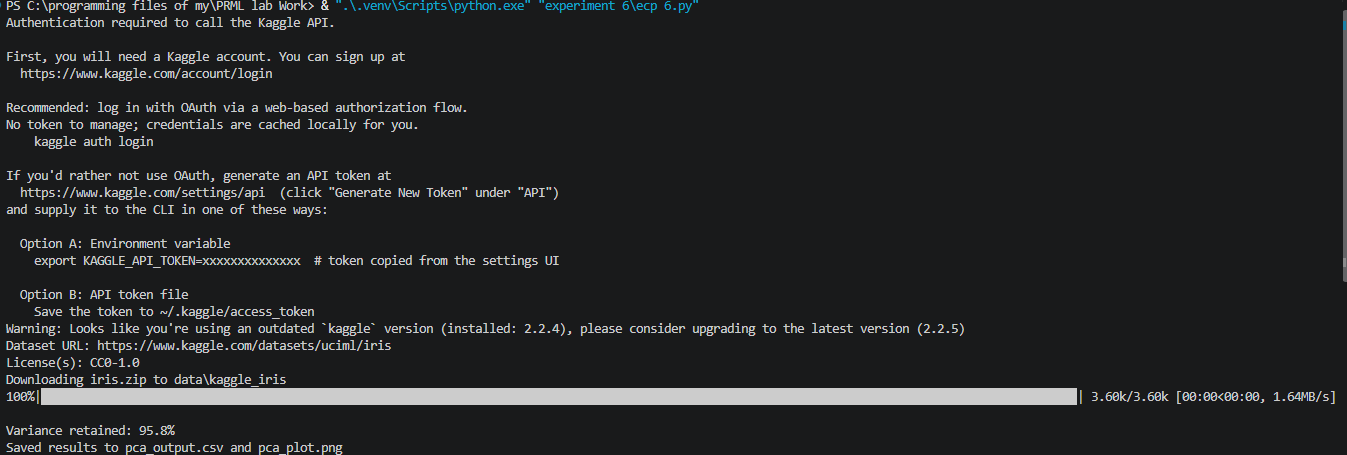 PS C:\programming files of my\PRML lab Work> & ".\.venv\Scripts\python.exe" "experiment 6\ecp 6.py"
Authentication required to call the Kaggle API.

First, you will need a Kaggle account. You can sign up at
  https://www.kaggle.com/account/login

Recommended: log in with OAuth via a web-based authorization flow.
No token to manage; credentials are cached locally for you.
    kaggle auth login

If you'd rather not use OAuth, generate an API token at
  https://www.kaggle.com/settings/api  (click "Generate New Token" under "API")
and supply it to the CLI in one of these ways:

  Option A: Environment variable
    export KAGGLE_API_TOKEN=xxxxxxxxxxxxxx  # token copied from the settings UI

  Option B: API token file
    Save the token to ~/.kaggle/access_token
Warning: Looks like you're using an outdated `kaggle` version (installed: 2.2.4), please consider upgrading to the latest version (2.2.5)
Dataset URL: https://www.kaggle.com/datasets/uciml/iris
License(s): CC0-1.0
Downloading iris.zip to data\kaggle_iris
100%| | 3.60k/3.60k [00:00<00:00, 1.64MB/s]

Variance retained: 95.8%
Saved results to pca_output.csv and pca_plot.png